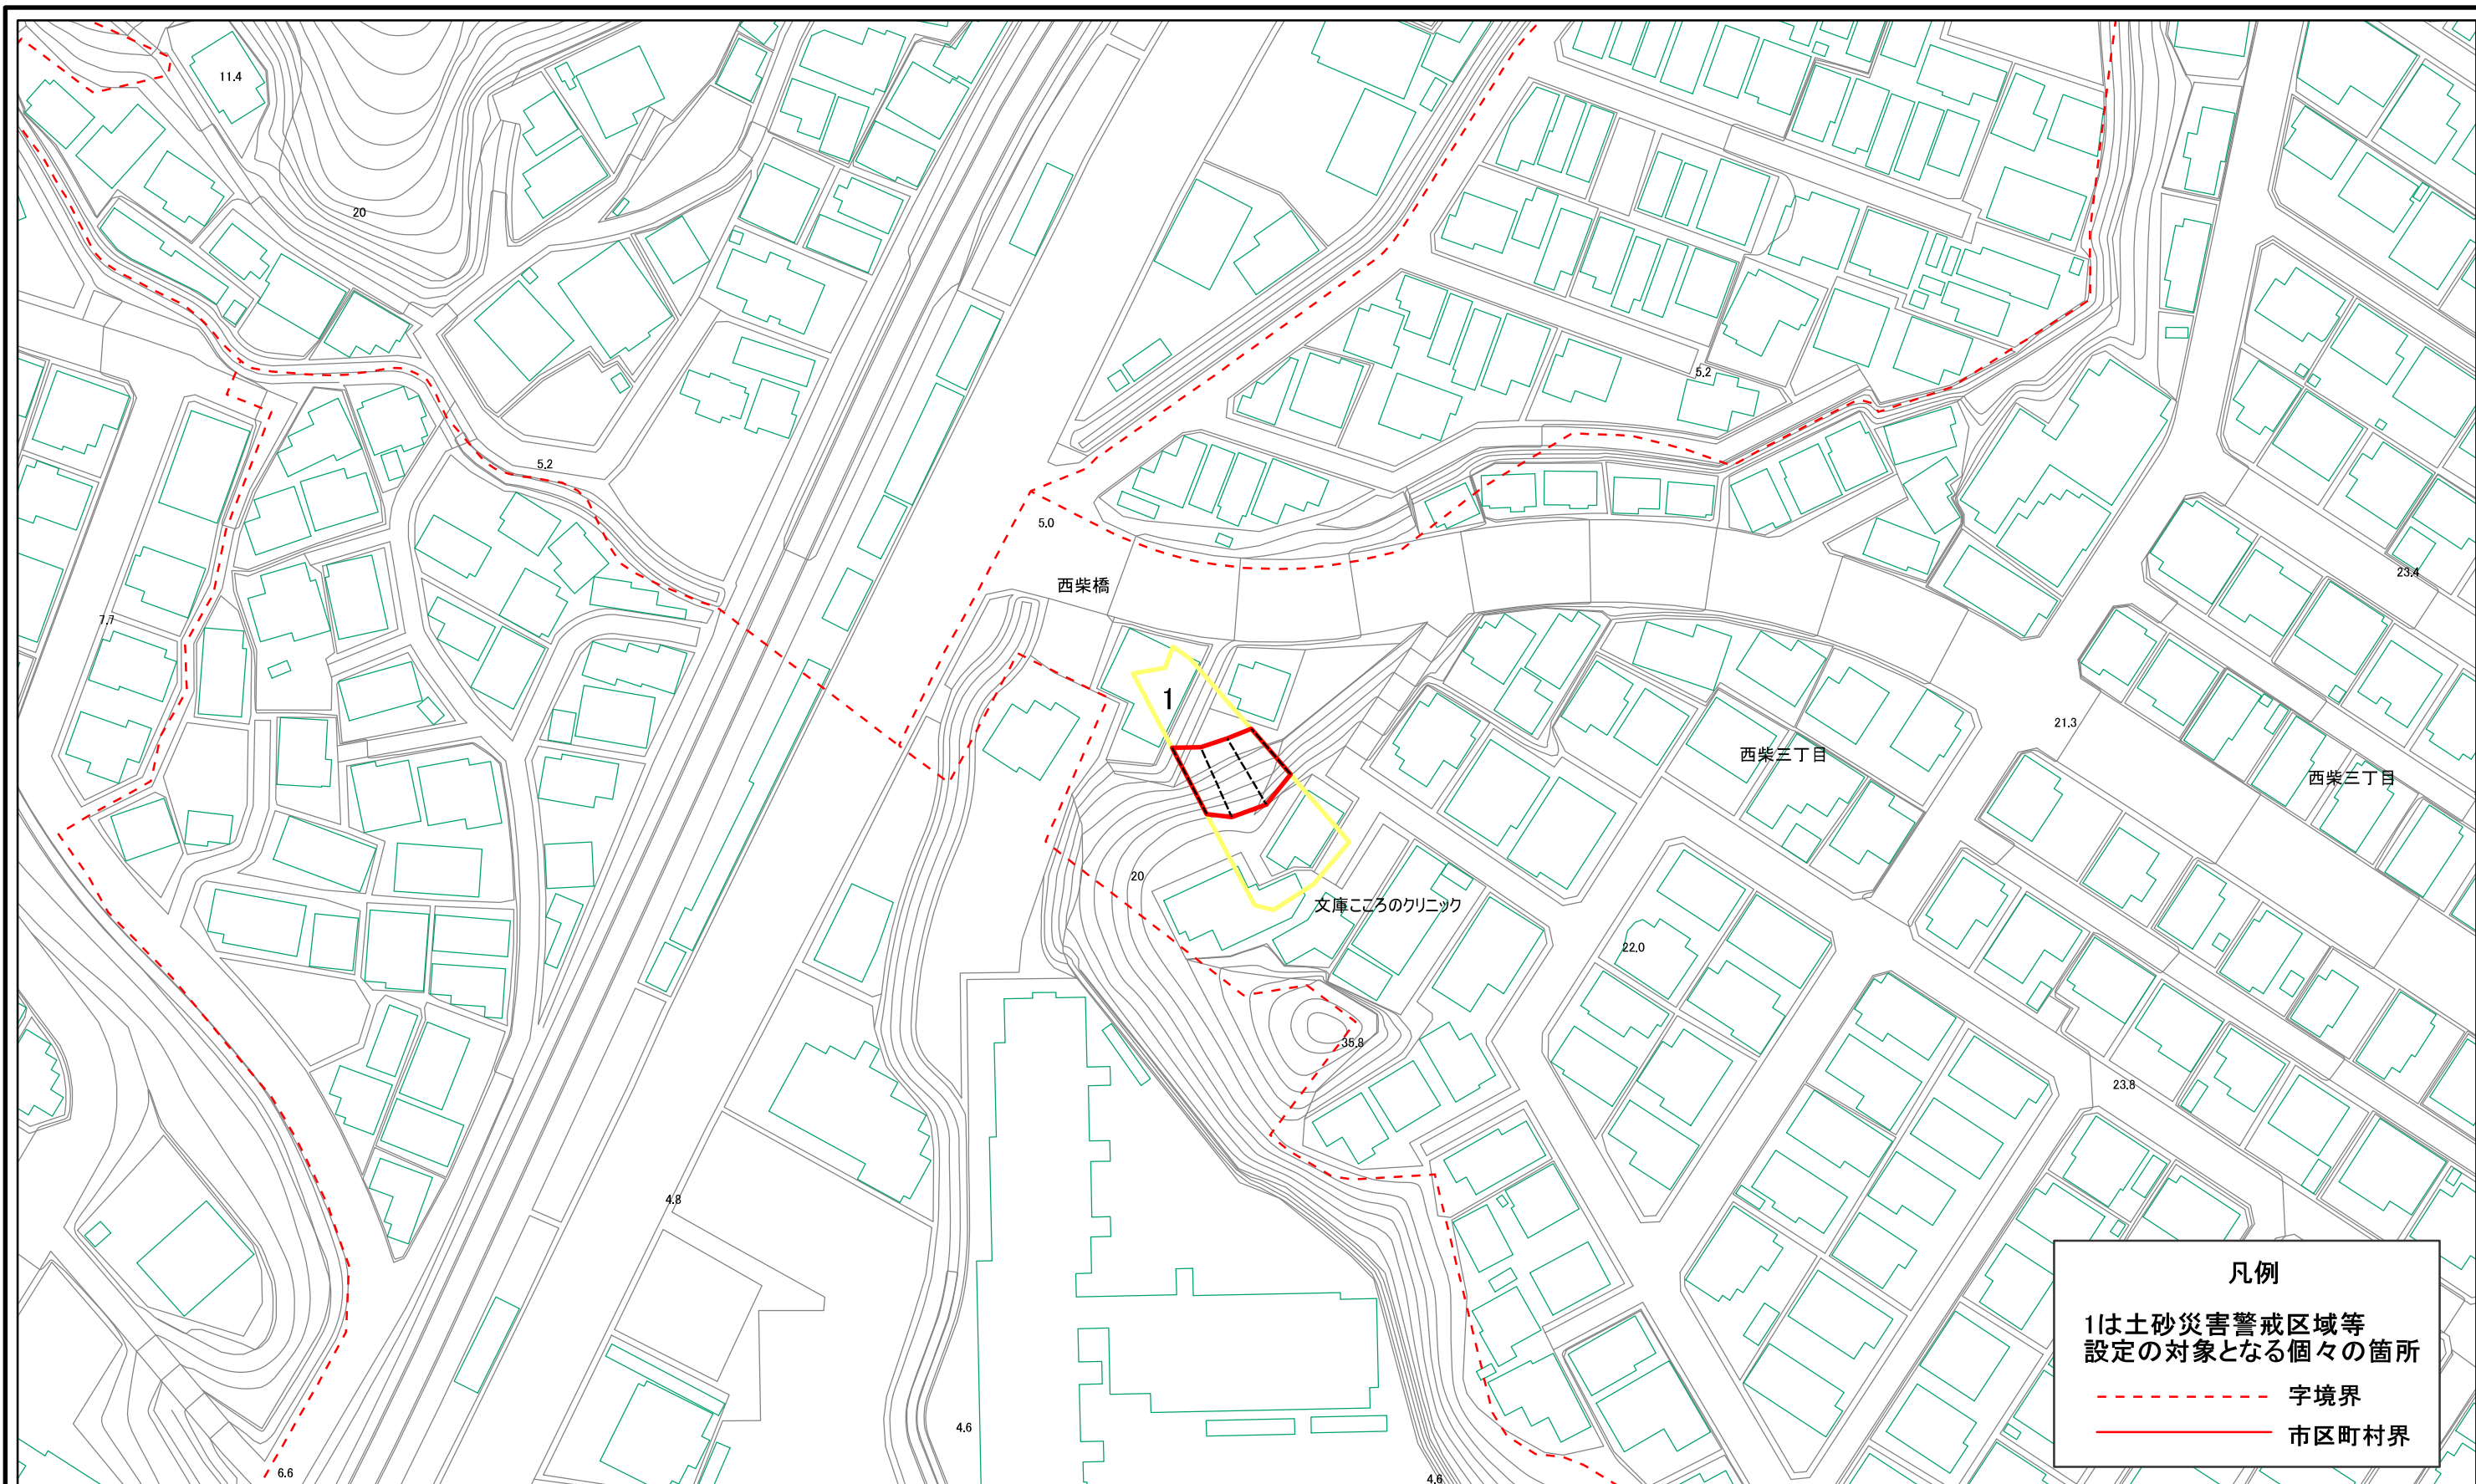 11.4
20
5.2
5.2
5.0
西柴橋
23.4
7.7
1
21.3
西柴三丁目
西柴三丁目
20
文庫こころのクリニック
22.0
35.8
23.8
4.8
4.6
4.6
6.6
凡例
1は土砂災害警戒区域等
設定の対象となる個々の箇所
字境界
市区町村界